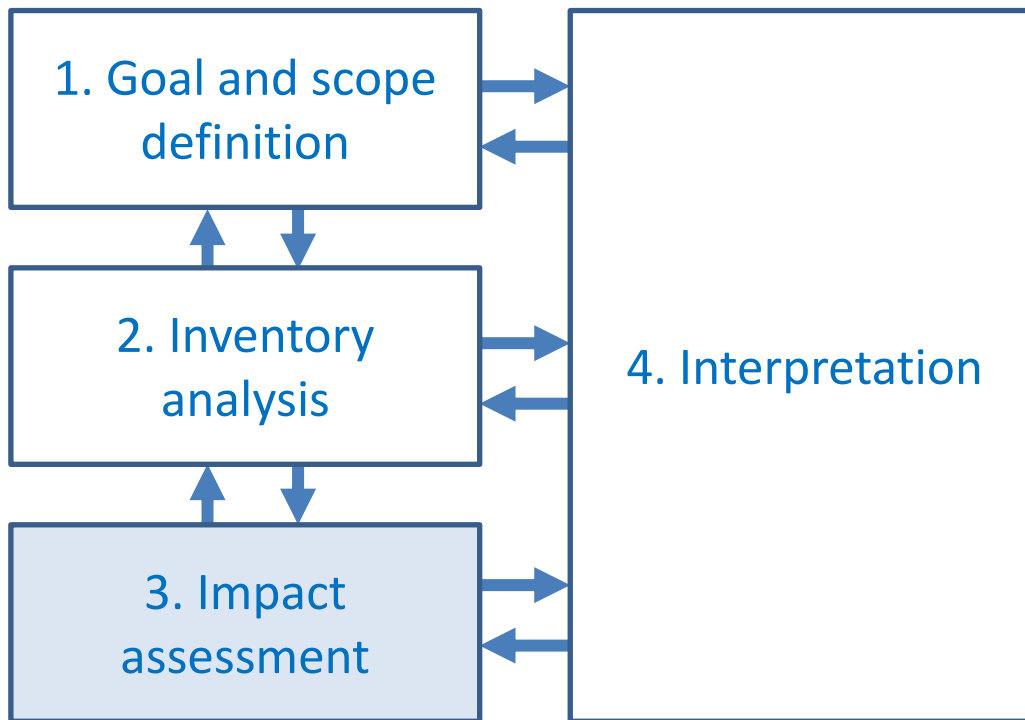 1. Goal and scope
definition
2. Inventory
analysis
3. Impact
assessment
4. Interpretation